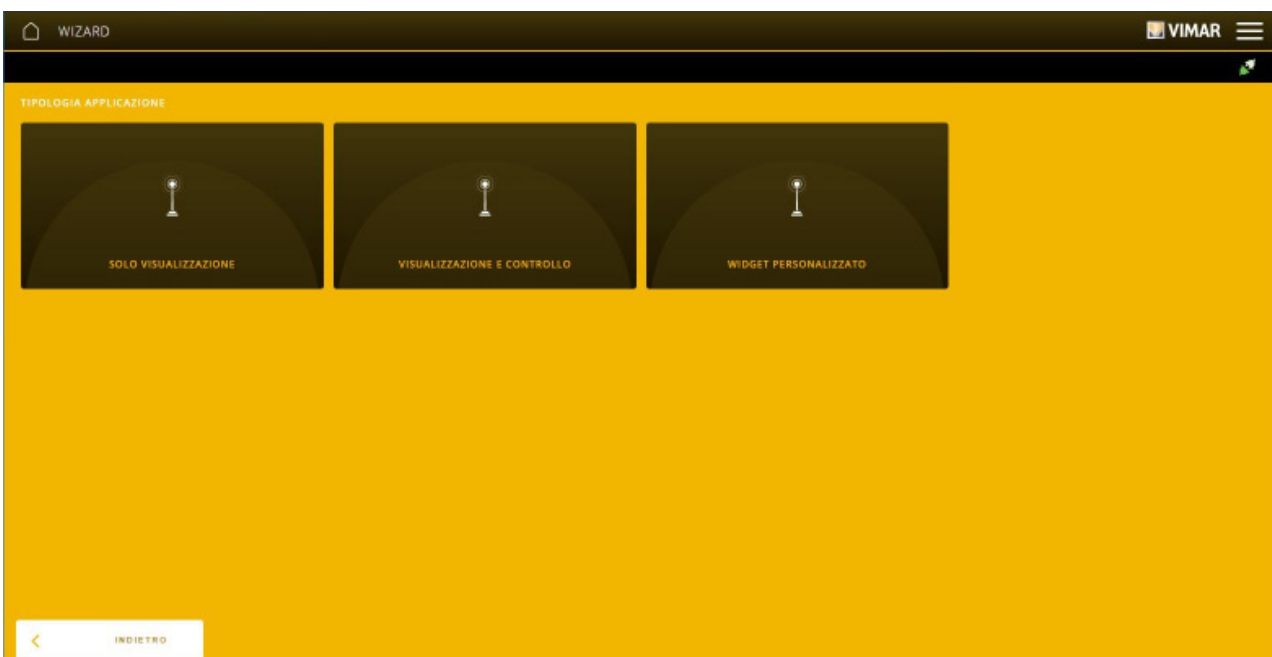 WIZARD
VIMAR
TIPOLOGIA APPLICAZIONE
SOLO VISUALIZZAZIONE
VISUALIZZAZIONE E CONTROLLO
WIDGET PERSONALIZZATO
INDIETRO